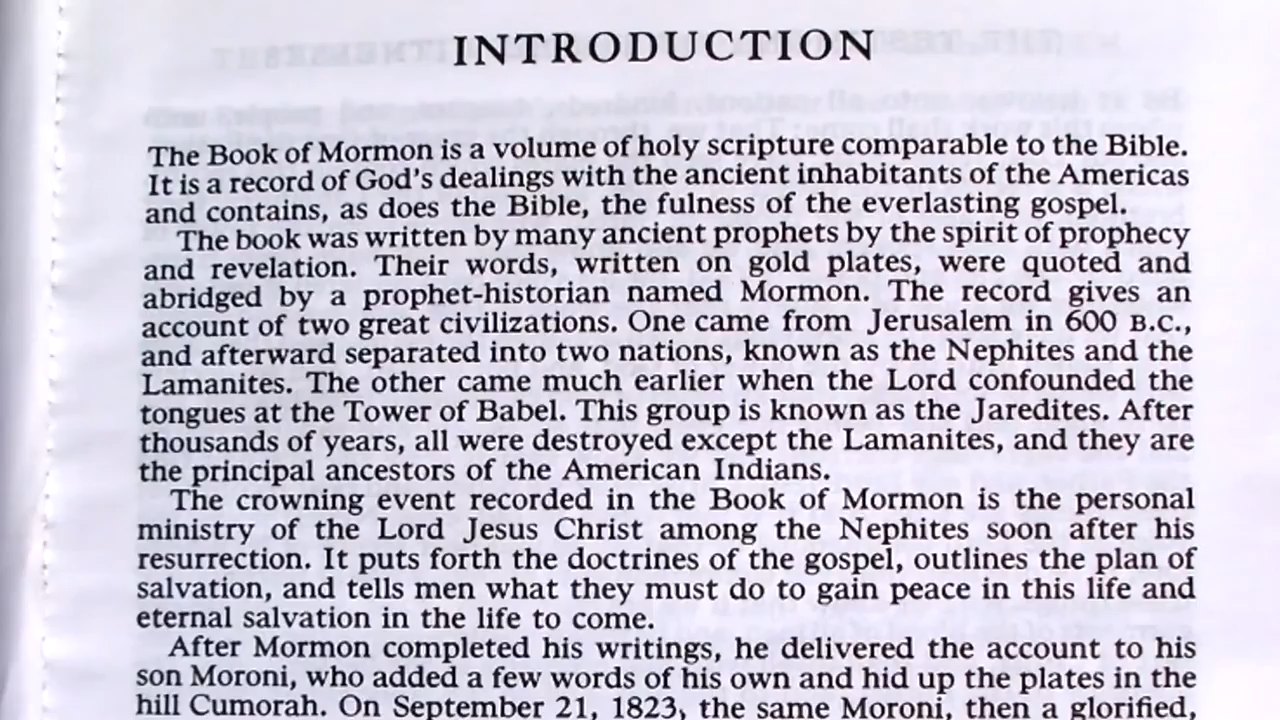 INTRODUCTION
The Book of Mormon is a volume of holy scripture comparable to the Bible.
It is a record of God's dealings with the ancient inhabitants of the Americas
and contains, as does the Bible, the fulness of the everlasting gospel.
The book was written by many ancient prophets by the spirit of prophecy
and revelation. Their words, written on gold plates, were quoted and
abridged by a prophet-historian named Mormon. The record gives an
account of two great civilizations. One came from Jerusalem in 600 B.C.,
and afterward separated into two nations, known as the Nephites and the
Lamanites. The other came much earlier when the Lord confounded the
tongues at the Tower of Babel. This group is known as the Jaredites. After
thousands of years, all were destroyed except the Lamanites, and they are
the principal ancestors of the American Indians.
The crowning event recorded in the Book of Mormon is the personal
ministry of the Lord Jesus Christ among the Nephites soon after his
resurrection. It puts forth the doctrines of the gospel, outlines the plan of
salvation, and tells men what they must do to gain peace in this life and
eternal salvation in the life to come.
After Mormon completed his writings, he delivered the account to his
son Moroni, who added a few words of his own and hid up the plates in the
hill Cumorah. On September 21, 1823, the same Moroni, then a glorified,